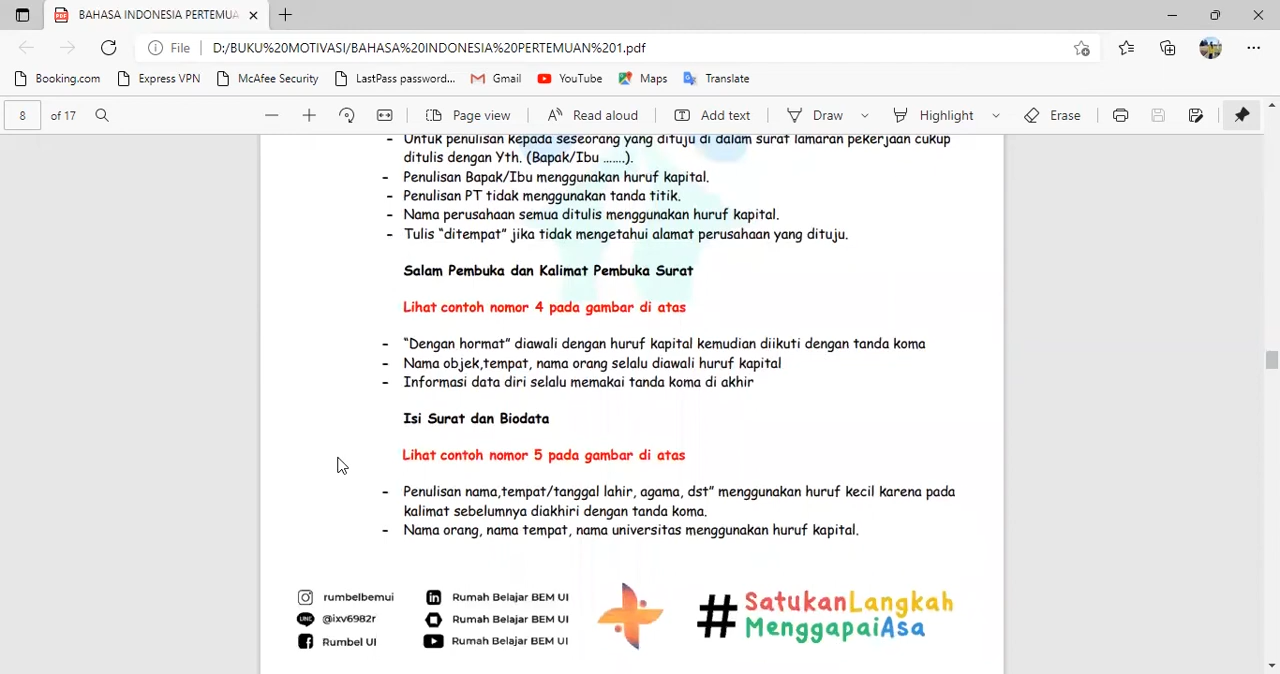 BAHASA INDONESIA PERTEMUA
File
D:/BUKU%20MOTIVASI/BAHASA%20INDONESIA%20PERTEMUAN%201.pdf
Booking.com
Express VPN
McAfee Security
LastPass password...
Gmail
YouTube
Maps
Translate
8 of 17
Page view
Read aloud
Add text
Draw
Highlight
Erase
- Untuk penulisan kepada seseorang yang dituju di dalam surat lamaran pekerjaan cukup
ditulis dengan Yth. (Bapak/Ibu …….).
- Penulisan Bapak/Ibu menggunakan huruf kapital.
- Penulisan PT tidak menggunakan tanda titik.
- Nama perusahaan semua ditulis menggunakan huruf kapital.
- Tulis “ditempat” jika tidak mengetahui alamat perusahaan yang dituju.
Salam Pembuka dan Kalimat Pembuka Surat
Lihat contoh nomor 4 pada gambar di atas
- “Dengan hormat” diawali dengan huruf kapital kemudian diikuti dengan tanda koma
- Nama objek,tempat, nama orang selalu diawali huruf kapital
- Informasi data diri selalu memakai tanda koma di akhir
Isi Surat dan Biodata
Lihat contoh nomor 5 pada gambar di atas
- Penulisan nama,tempat/tanggal lahir, agama, dst” menggunakan huruf kecil karena pada
kalimat sebelumnya diakhiri dengan tanda koma.
- Nama orang, nama tempat, nama universitas menggunakan huruf kapital.
rumbelbemui
LINE @ixv6982r
Rumbel UI
Rumah Belajar BEM UI
Rumah Belajar BEM UI
Rumah Belajar BEM UI
#SatukanLangkah
MenggapaiAsa